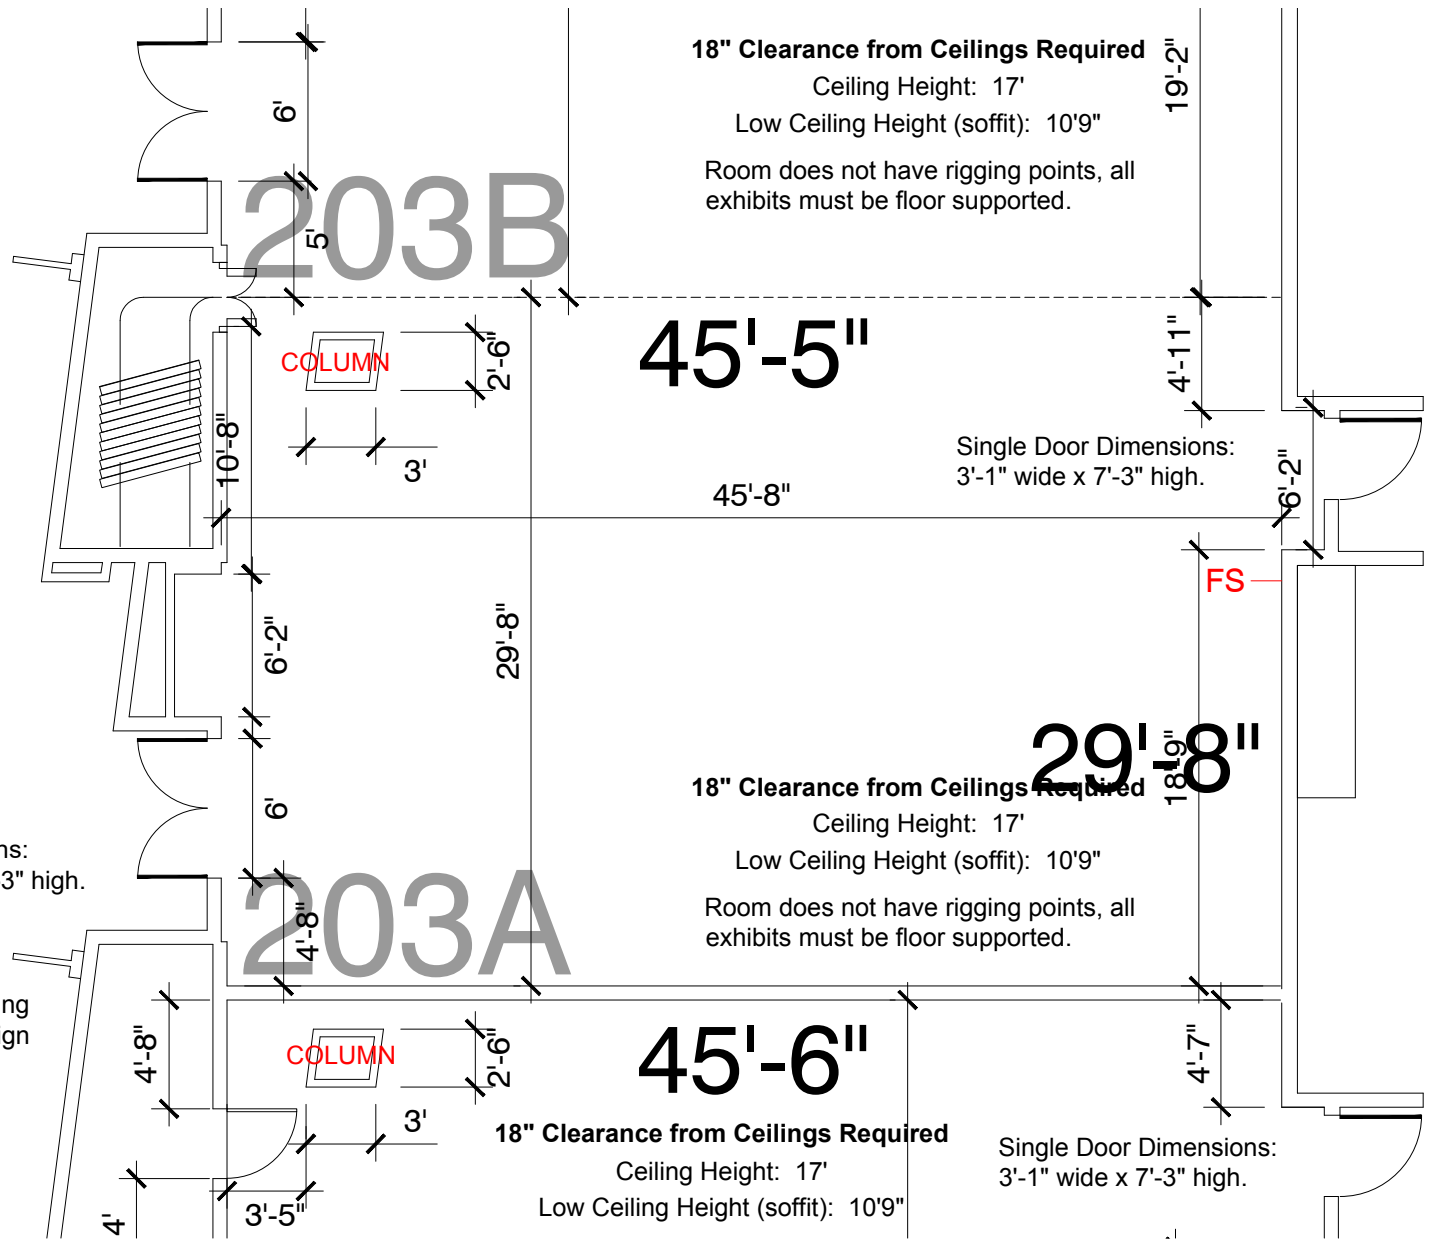 18" Clearance from Ceilings Required
Ceiling Height: 17'
Low Ceiling Height (soffit): 10'9"
Room does not have rigging points, all
exhibits must be floor supported.
19'-2"
6'
203B
5'
COLUMN
2'-6"
3'
45'-5"
4'-11"
10'-8"
Single Door Dimensions:
3'-1" wide x 7'-3" high.
45'-8"
6'-2"
FS
6'-2"
29'-8"
29'-8"
18'-9"
18" Clearance from Ceilings Required
Ceiling Height: 17'
Low Ceiling Height (soffit): 10'9"
Room does not have rigging points, all
exhibits must be floor supported.
6'
ns:
3" high.
203A
4'-8"
ing
ign
4'-8"
COLUMN
2'-6"
3'
45'-6"
4'-7"
18" Clearance from Ceilings Required
Ceiling Height: 17'
Low Ceiling Height (soffit): 10'9"
Single Door Dimensions:
3'-1" wide x 7'-3" high.
3'-5"
4'